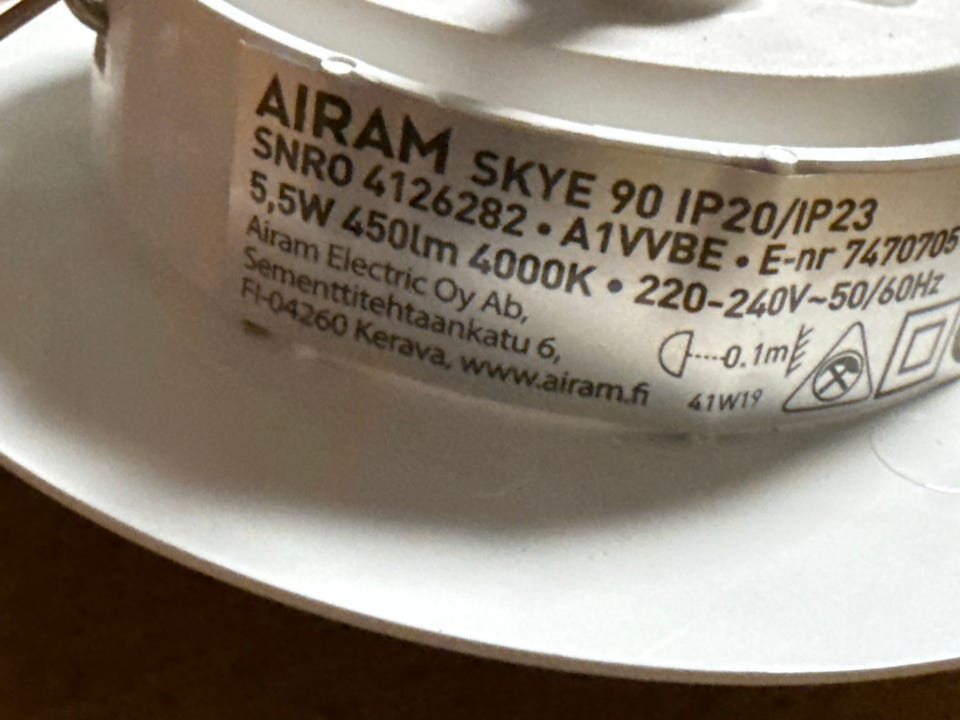 AIRAM SKYE 90 IP20/IP23
SNRO 4126282 • A1VVBE • E-nr 7470705
5,5W 450lm 4000K • 220-240V~50/60Hz
Airam Electric Oy Ab,
Sementtitehtaankatu 6,
FI-04260 Kerava, www.airam.fi
0.1m
41W19